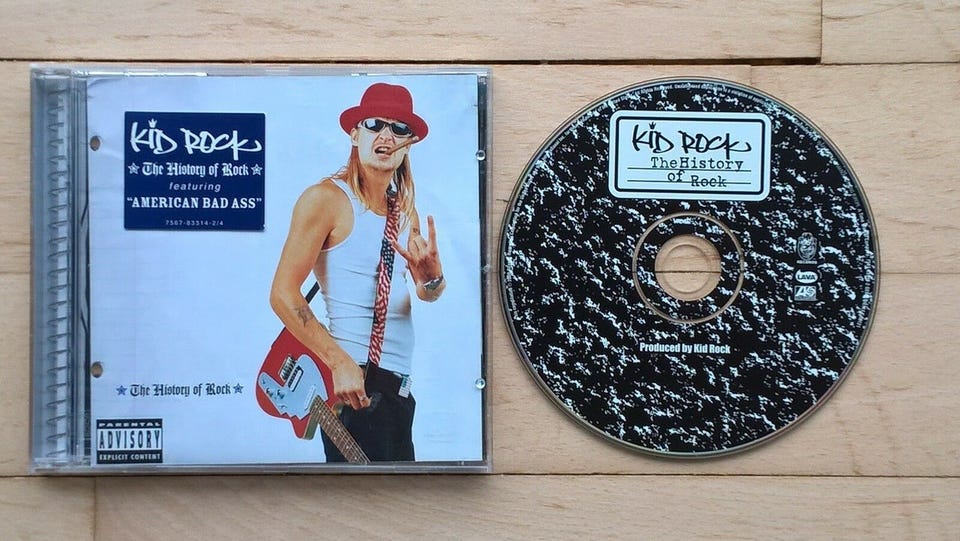 KID ROCK
The History of Rock
featuring
"AMERICAN BAD ASS"
7567-83314-2/4
The History of Rock
PARENTAL
ADVISORY
EXPLICIT CONTENT
KID ROCK
The History
of Rock
LAVA
Produced by Kid Rock